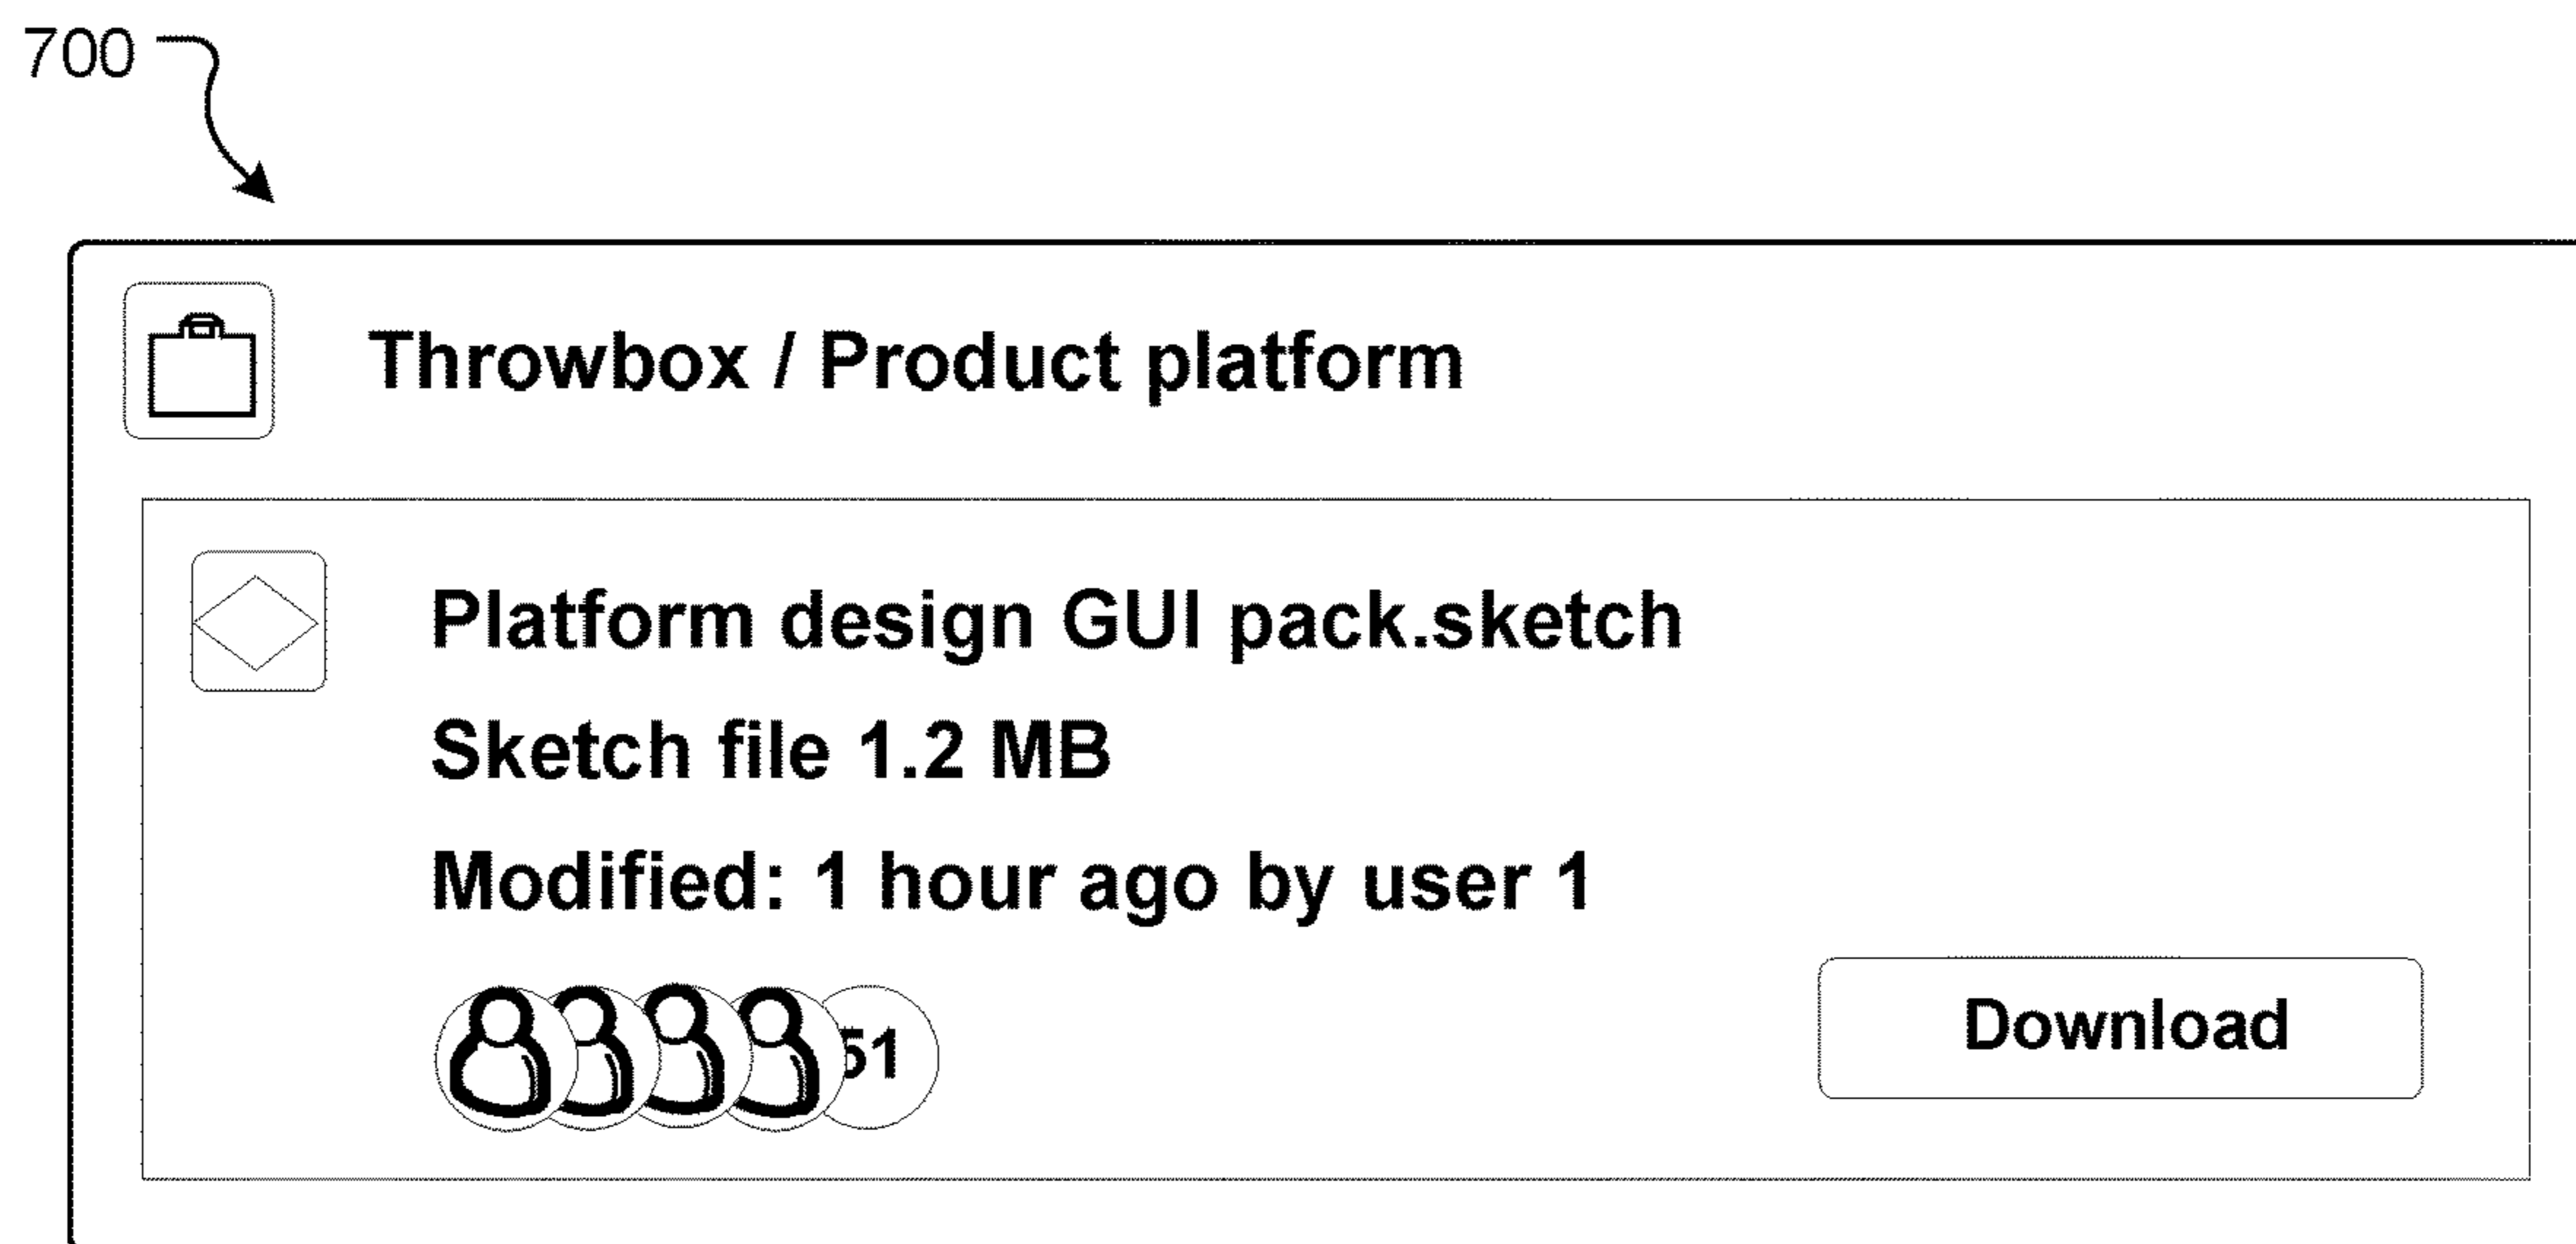 700
Throwbox / Product platform
Platform design GUI pack.sketch
Sketch file 1.2 MB
Modified: 1 hour ago by user 1
51
Download